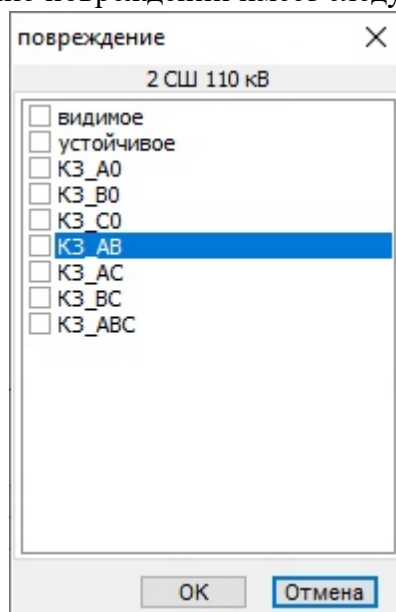 повреждение
2 СШ 110 кВ
видимое
устойчивое
КЗ_А0
КЗ_В0
КЗ_С0
КЗ_АВ
КЗ_АС
КЗ_ВС
КЗ_АВС
ОК
Отмена